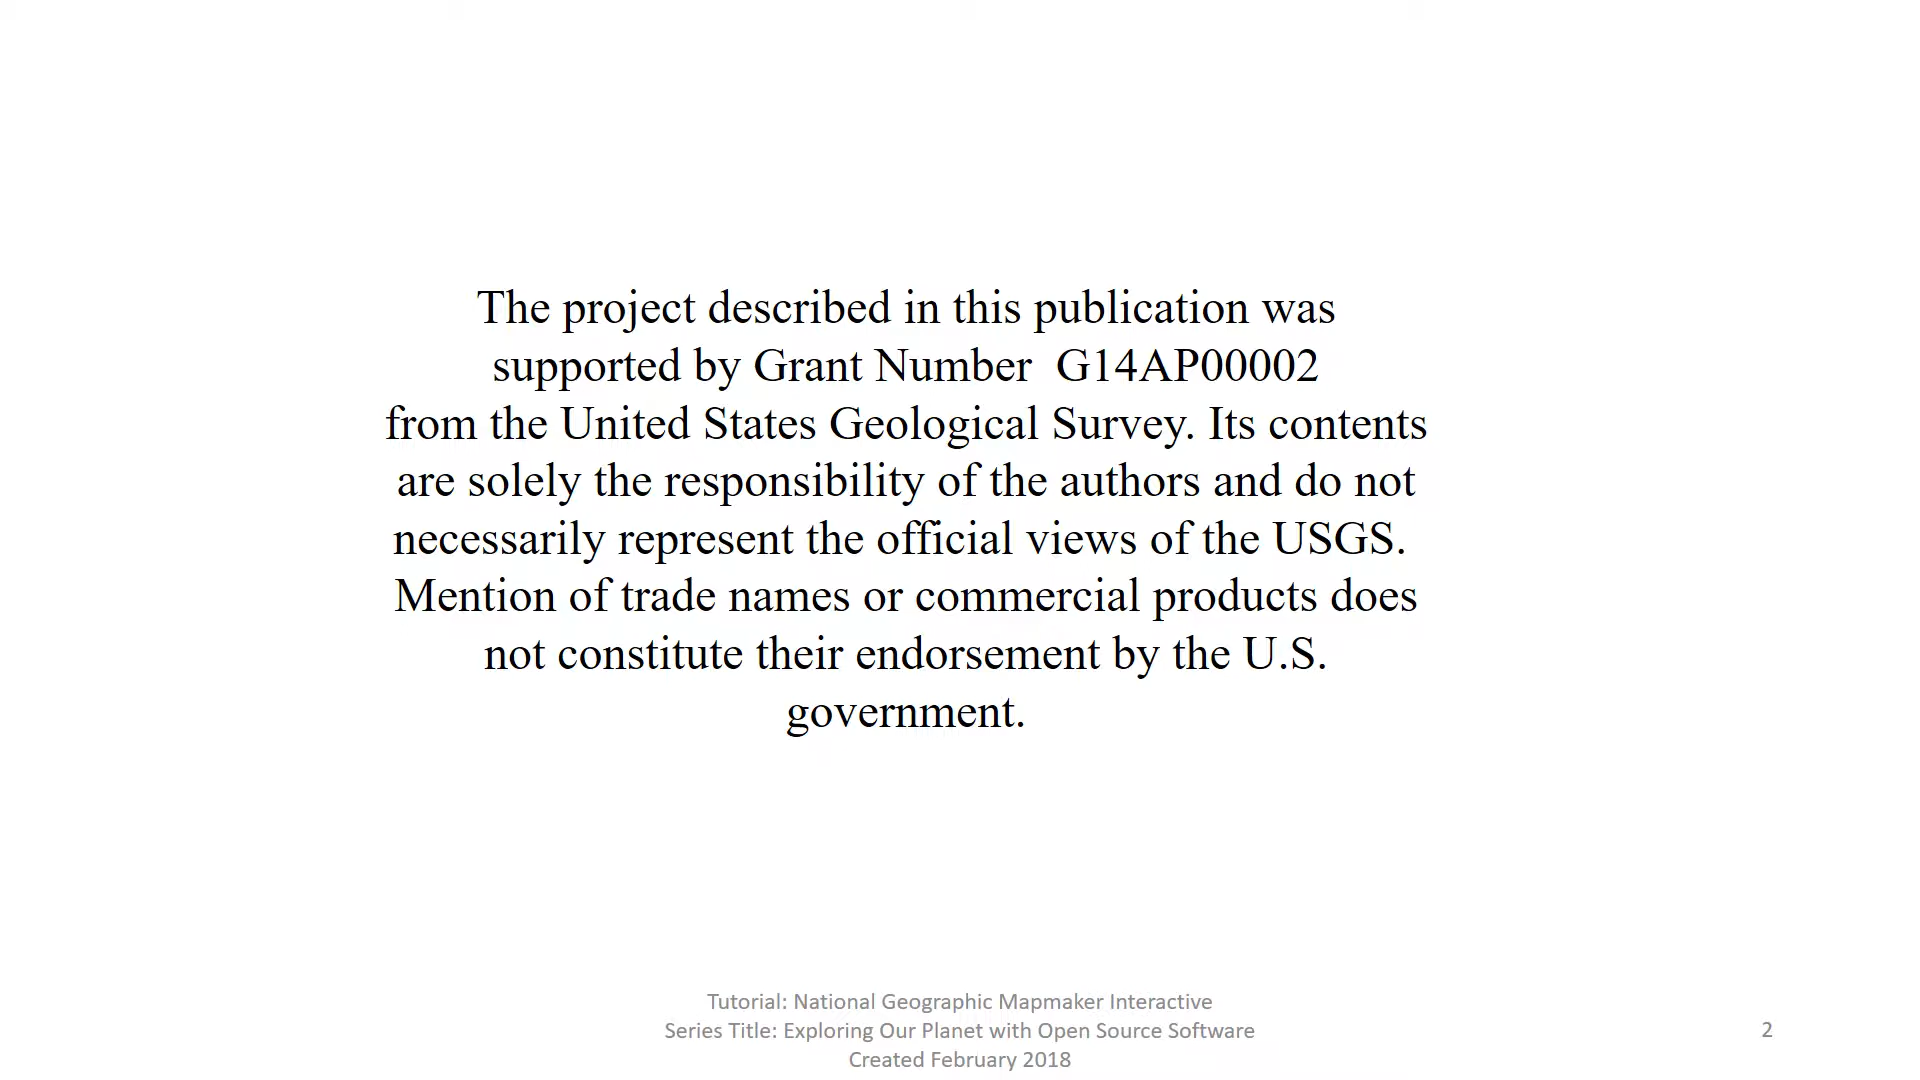 The project described in this publication was
supported by Grant Number  G14AP00002
from the United States Geological Survey. Its contents
are solely the responsibility of the authors and do not
necessarily represent the official views of the USGS.
Mention of trade names or commercial products does
not constitute their endorsement by the U.S.
government.
Tutorial: National Geographic Mapmaker Interactive
Series Title: Exploring Our Planet with Open Source Software
Created February 2018
2